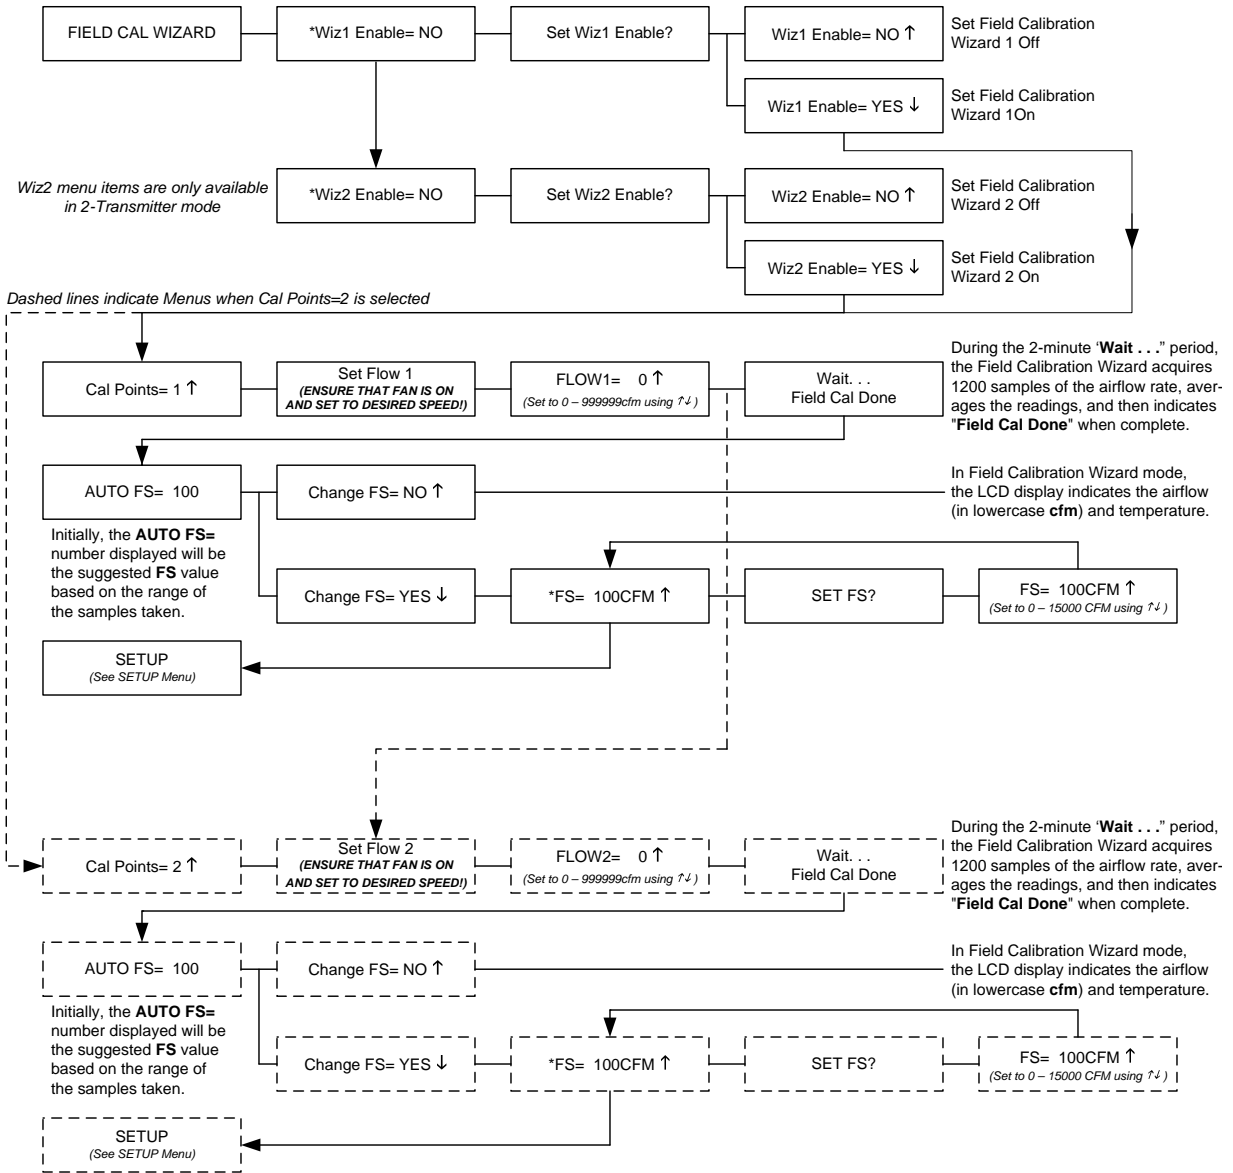 FIELD CAL WIZARD
*Wiz1 Enable= NO
Set Wiz1 Enable?
Wiz1 Enable= NO ↑
Set Field Calibration
Wizard 1 Off
Wiz1 Enable= YES ↓
Set Field Calibration
Wizard 1On
Wiz2 menu items are only available
in 2-Transmitter mode
*Wiz2 Enable= NO
Set Wiz2 Enable?
Wiz2 Enable= NO ↑
Set Field Calibration
Wizard 2 Off
Wiz2 Enable= YES ↓
Set Field Calibration
Wizard 2 On
Dashed lines indicate Menus when Cal Points=2 is selected
Cal Points= 1 ↑
Set Flow 1
(ENSURE THAT FAN IS ON
AND SET TO DESIRED SPEED!)
FLOW1= 0 ↑
(Set to 0 – 999999cfm using ↑↓)
Wait. . .
Field Cal Done
During the 2-minute ‘Wait . . .” period,
the Field Calibration Wizard acquires
1200 samples of the airflow rate, aver-
ages the readings, and then indicates
"Field Cal Done" when complete.
AUTO FS= 100
Change FS= NO ↑
In Field Calibration Wizard mode,
the LCD display indicates the airflow
(in lowercase cfm) and temperature.
Initially, the AUTO FS=
number displayed will be
the suggested FS value
based on the range of
the samples taken.
Change FS= YES ↓
*FS= 100CFM ↑
SET FS?
FS= 100CFM ↑
(Set to 0 – 15000 CFM using ↑↓)
SETUP
(See SETUP Menu)
Cal Points= 2 ↑
Set Flow 2
(ENSURE THAT FAN IS ON
AND SET TO DESIRED SPEED!)
FLOW2= 0 ↑
(Set to 0 – 999999cfm using ↑↓)
Wait. . .
Field Cal Done
During the 2-minute ‘Wait . . .” period,
the Field Calibration Wizard acquires
1200 samples of the airflow rate, aver-
ages the readings, and then indicates
"Field Cal Done" when complete.
AUTO FS= 100
Change FS= NO ↑
In Field Calibration Wizard mode,
the LCD display indicates the airflow
(in lowercase cfm) and temperature.
Initially, the AUTO FS=
number displayed will be
the suggested FS value
based on the range of
the samples taken.
Change FS= YES ↓
*FS= 100CFM ↑
SET FS?
FS= 100CFM ↑
(Set to 0 – 15000 CFM using ↑↓)
SETUP
(See SETUP Menu)